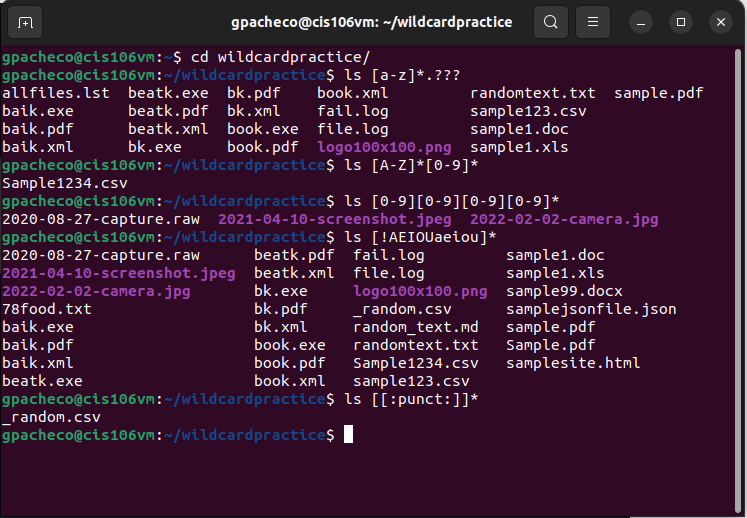 gpacheco@cis106vm: ~/wildcardpractice
gpacheco@cis106vm:~$ cd wildcardpractice/
gpacheco@cis106vm:~/wildcardpractice$ ls [a-z]*.???
allfiles.lst  beatk.exe  bk.pdf    book.xml          randomtext.txt  sample.pdf
baik.exe      beatk.pdf  bk.xml    fail.log          sample123.csv
baik.pdf      beatk.xml  book.exe  file.log          sample1.doc
baik.xml      bk.exe     book.pdf  logo100x100.png   sample1.xls
gpacheco@cis106vm:~/wildcardpractice$ ls [A-Z]*[0-9]*
Sample1234.csv
gpacheco@cis106vm:~/wildcardpractice$ ls [0-9][0-9][0-9][0-9]*
2020-08-27-capture.raw  2021-04-10-screenshot.jpeg  2022-02-02-camera.jpg
gpacheco@cis106vm:~/wildcardpractice$ ls [!AEIOUaeiou]*
2020-08-27-capture.raw      beatk.pdf  fail.log         sample1.doc
2021-04-10-screenshot.jpeg  beatk.xml  file.log         sample1.xls
2022-02-02-camera.jpg       bk.exe     logo100x100.png  sample99.docx
78food.txt                  bk.pdf     _random.csv      samplejsonfile.json
baik.exe                    bk.xml     random_text.md   sample.pdf
baik.pdf                    book.exe   randomtext.txt   Sample.pdf
baik.xml                    book.pdf   Sample1234.csv   samplesite.html
beatk.exe                   book.xml   sample123.csv
gpacheco@cis106vm:~/wildcardpractice$ ls [[:punct:]]*
_random.csv
gpacheco@cis106vm:~/wildcardpractice$